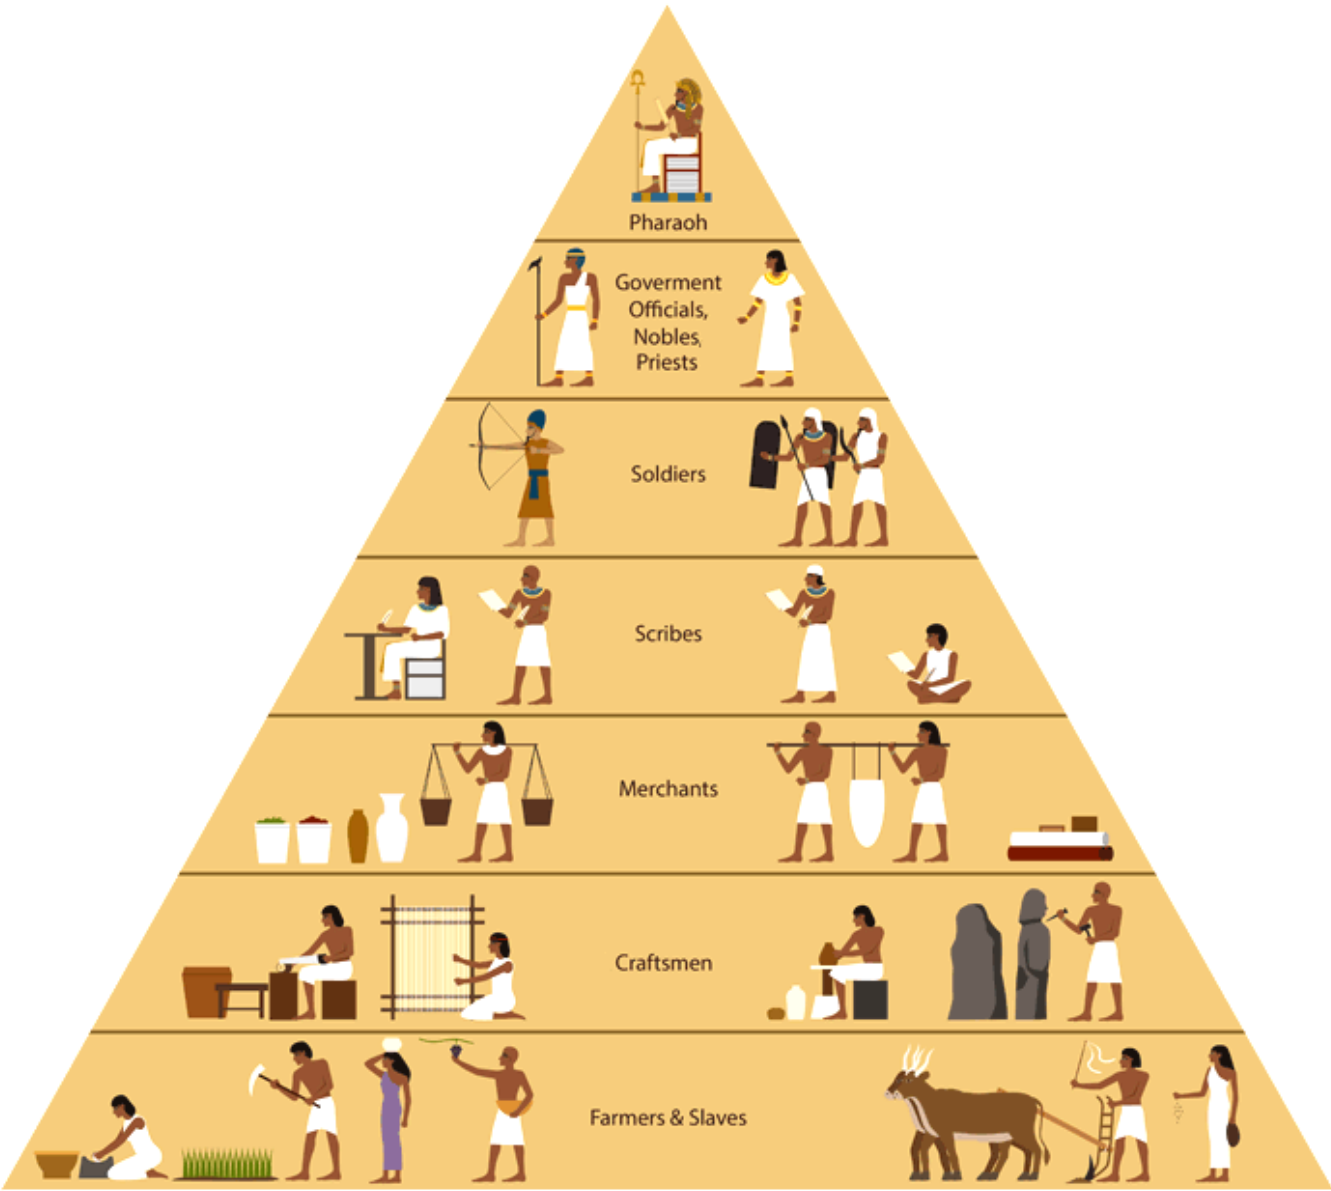 Pharaoh
Goverment
Officials,
Nobles,
Priests
Soldiers
Scribes
Merchants
Craftsmen
Farmers & Slaves